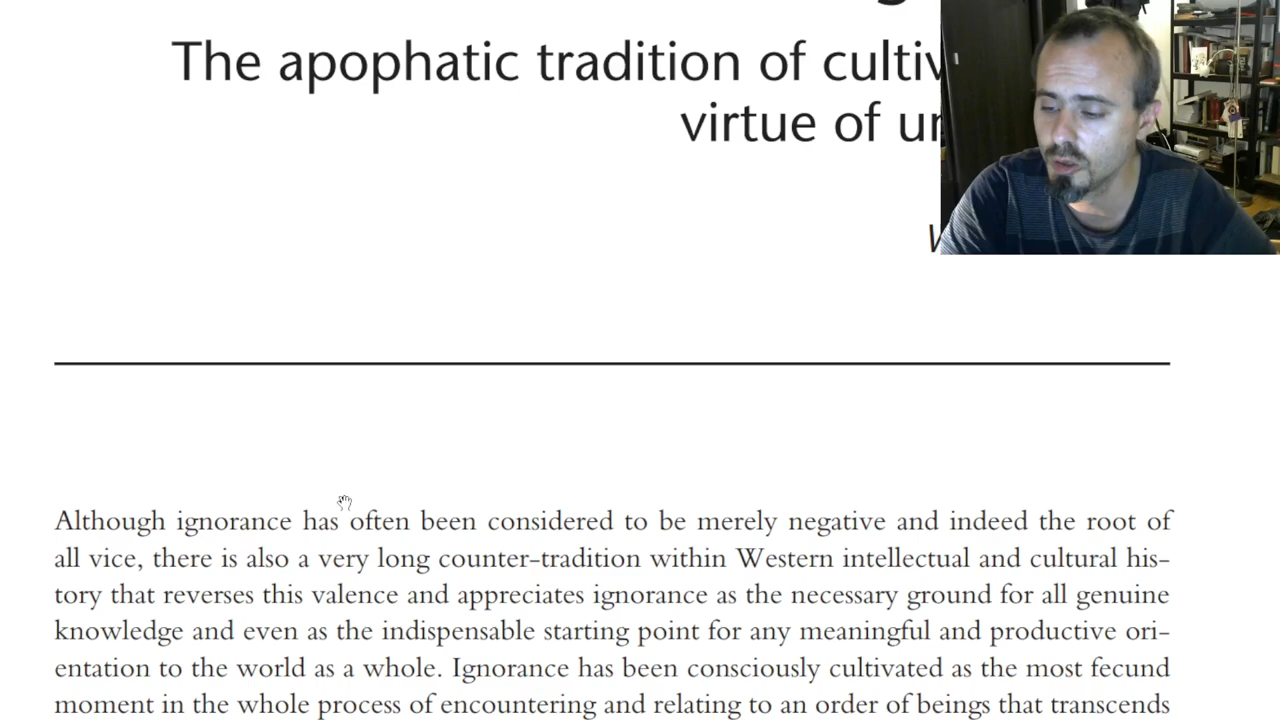 The apophatic tradition of
virtue of
Although ignorance has often been considered to be merely negative and indeed the root of
all vice, there is also a very long counter-tradition within Western intellectual and cultural his-
tory that reverses this valence and appreciates ignorance as the necessary ground for all genuine
knowledge and even as the indispensable starting point for any meaningful and productive ori-
entation to the world as a whole. Ignorance has been consciously cultivated as the most fecund
moment in the whole process of encountering and relating to an order of beings that transcends